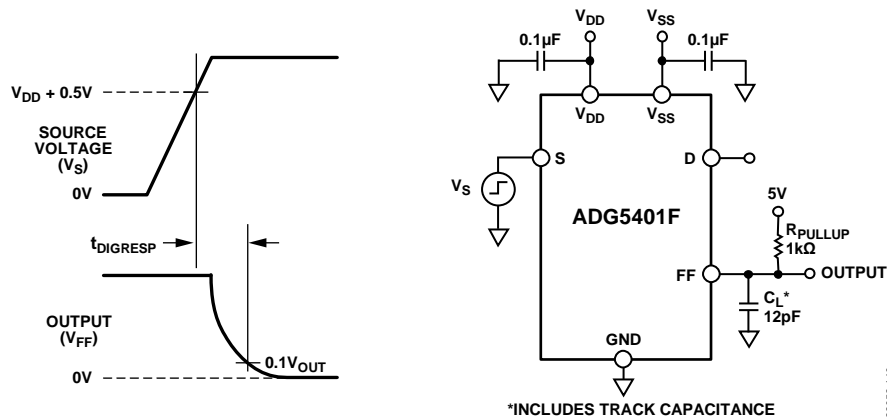 V_DD + 0.5V
SOURCE
VOLTAGE
(V_S)
0V
t_DIGRESP
OUTPUT
(V_FF)
0V
0.1V_OUT
V_DD
V_SS
0.1µF
0.1µF
V_DD
V_SS
S
D
V_S
ADG5401F
5V
R_PULLUP
1kΩ
FF
OUTPUT
C_L*
12pF
GND
*INCLUDES TRACK CAPACITANCE